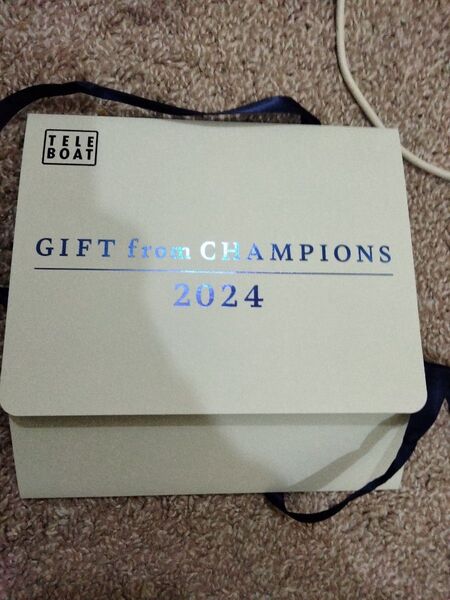 TELE
BOAT
GIFT from CHAMPIONS
2024